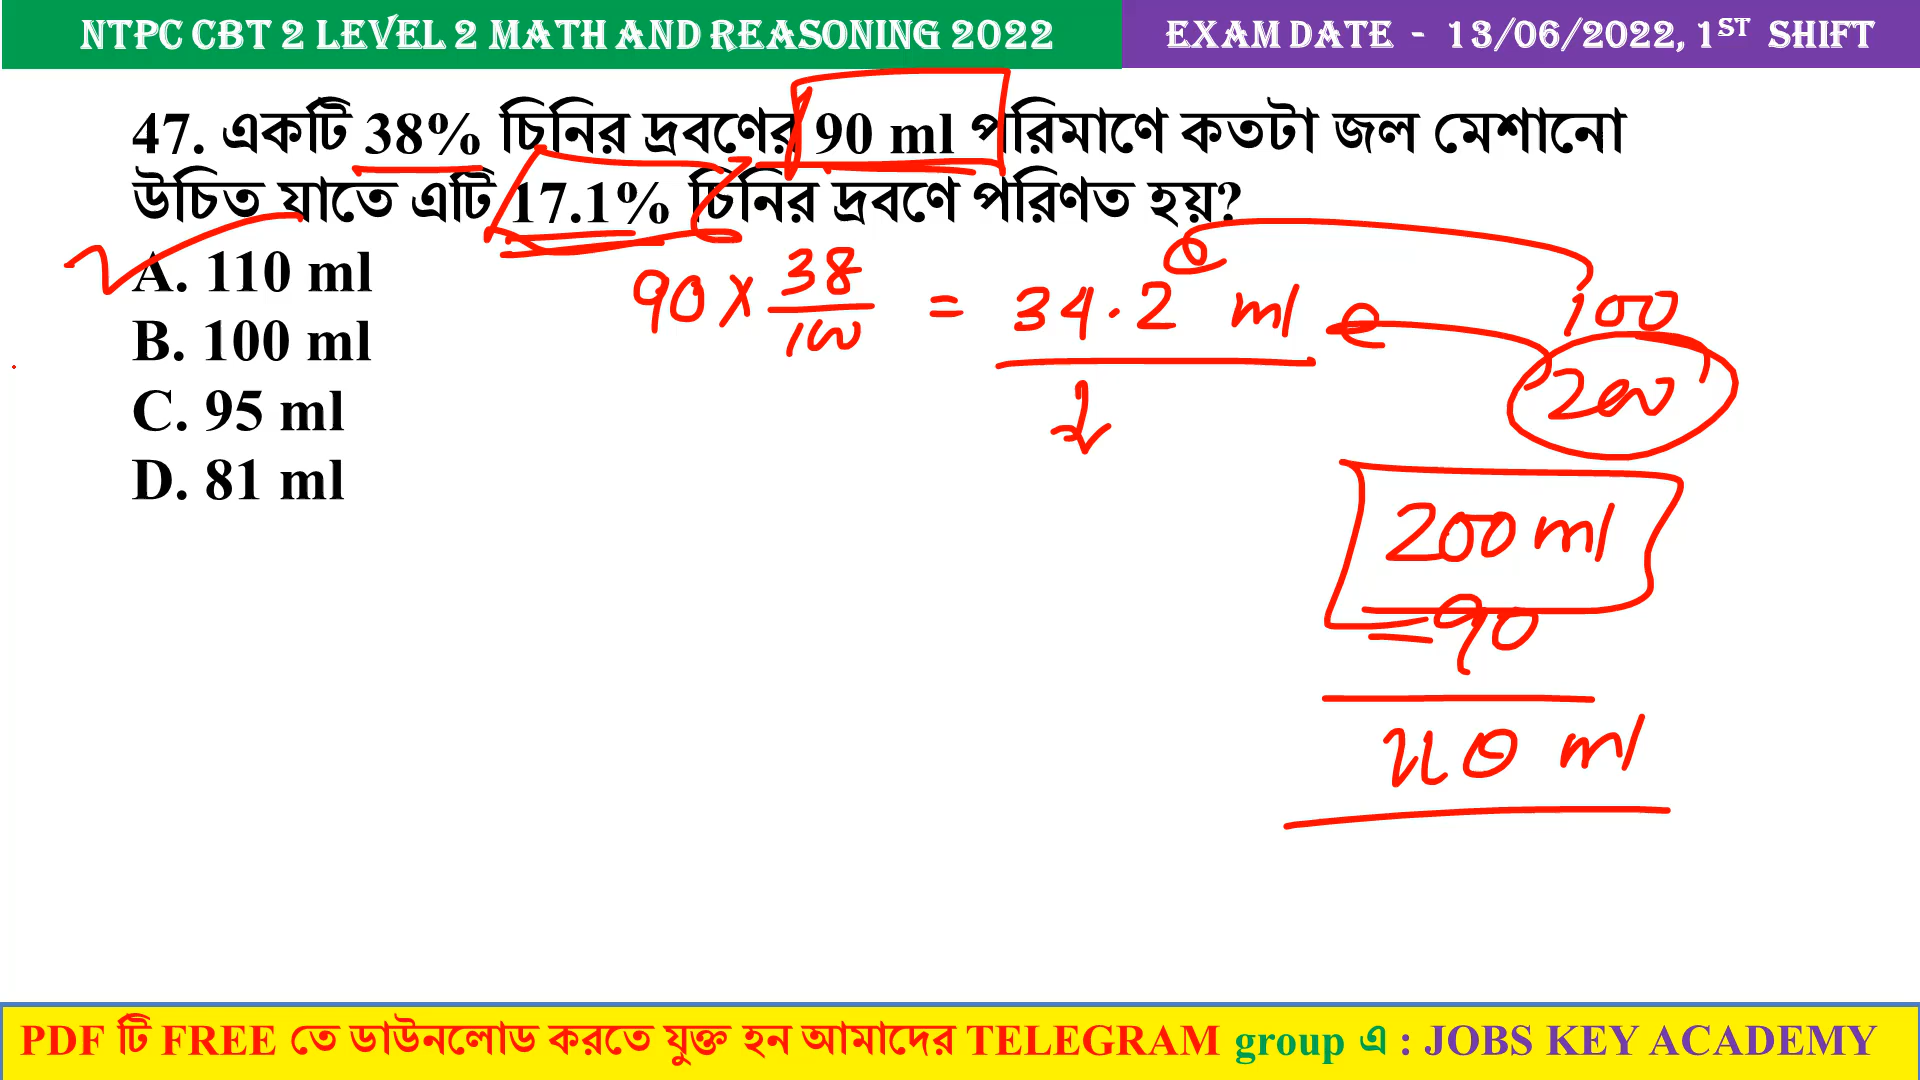 NTPC CBT 2 LEVEL 2 MATH AND REASONING 2022
EXAM DATE - 13/06/2022, 1ST SHIFT
47. একটি 38% চিনির দ্রবণের 90 ml পরিমাণে কতটা জল মেশানো
উচিত যাতে এটি 17.1% চিনির দ্রবণে পরিণত হয়?
A. 110 ml
B. 100 ml
C. 95 ml
D. 81 ml
90 × 38/100 = 34.2 ml
100
200
200 ml
90
110 ml
PDF টি FREE তে ডাউনলোড করতে যুক্ত হন আমাদের TELEGRAM group এ : JOBS KEY ACADEMY